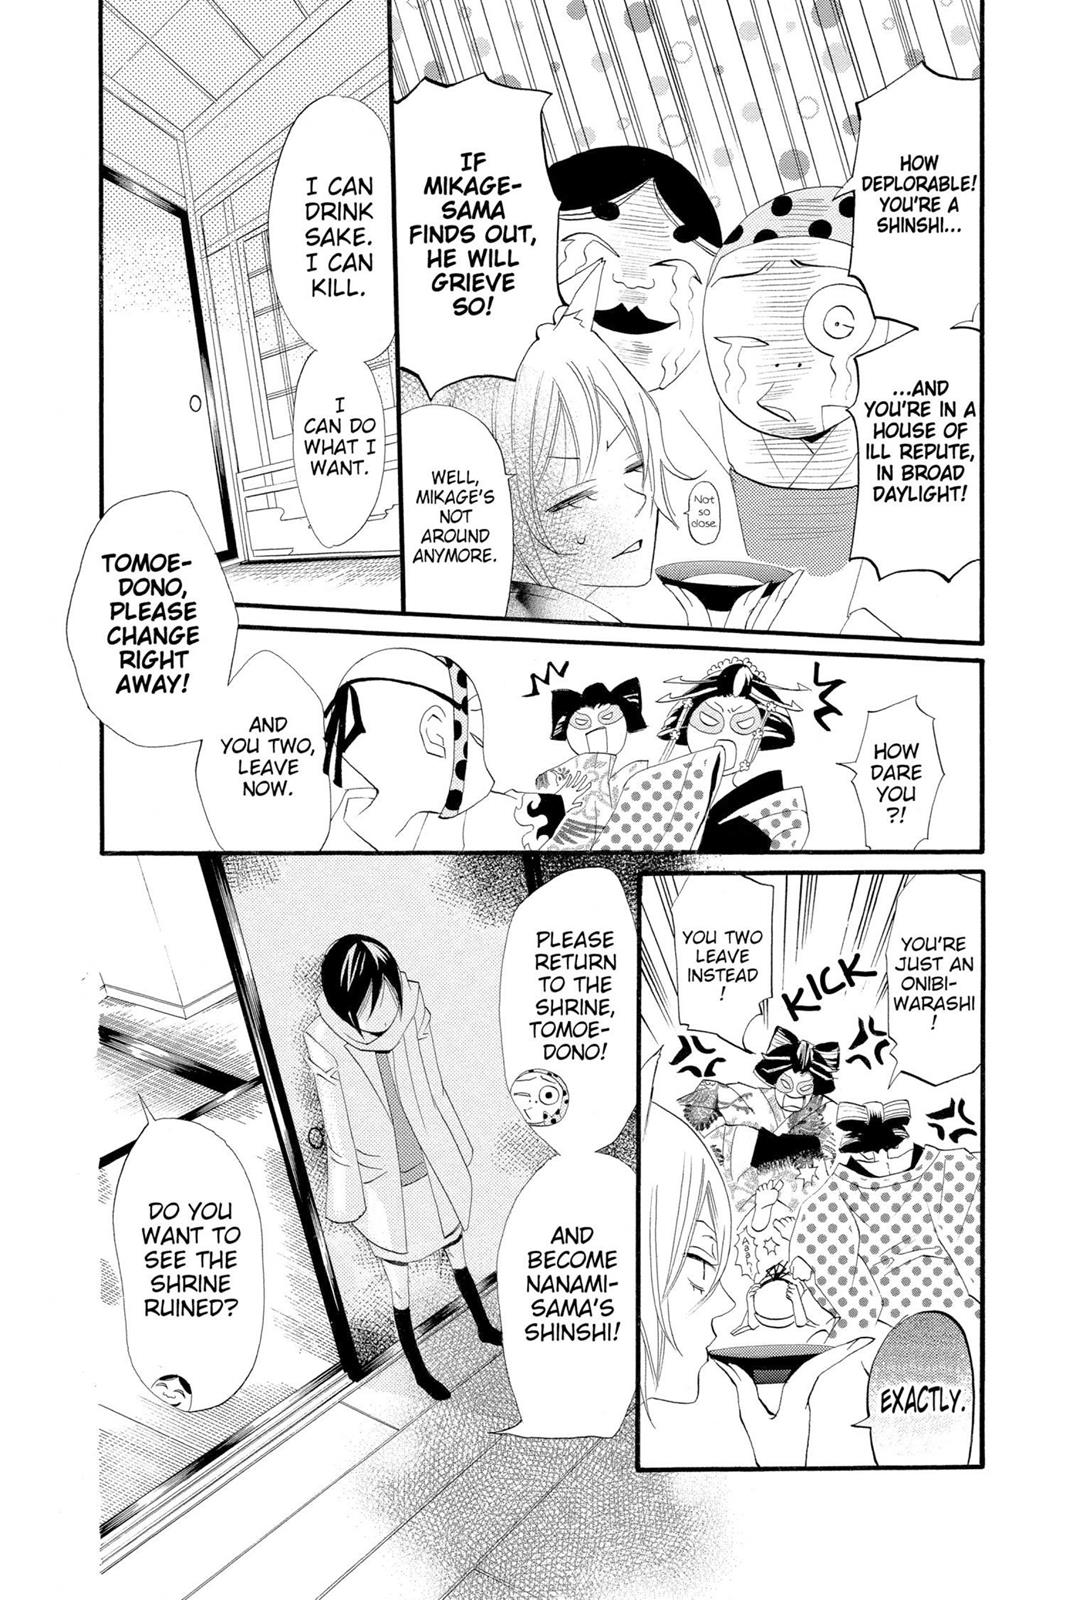 HOW
DEPLORABLE!
YOU'RE A
SHINSHI...
...AND
YOU'RE IN A
HOUSE OF
ILL REPUTE,
IN BROAD
DAYLIGHT!
IF
MIKAGE-
SAMA
FINDS OUT,
HE WILL
GRIEVE
SO!
Not
so
close.
WELL,
MIKAGE'S
NOT
AROUND
ANYMORE.
I CAN
DRINK
SAKE.
I CAN
KILL.
I
CAN DO
WHAT I
WANT.
HOW
DARE
YOU
?!
TOMOE-
DONO,
PLEASE
CHANGE
RIGHT
AWAY!
AND
YOU TWO,
LEAVE
NOW.
YOU'RE
JUST AN
ONIBI-
WARASHI
!
YOU TWO
LEAVE
INSTEAD
!
KICK
Aaah
EXACTLY.
PLEASE
RETURN
TO THE
SHRINE,
TOMOE-
DONO!
AND
BECOME
NANAMI-
SAMA'S
SHINSHI!
DO YOU
WANT TO
SEE THE
SHRINE
RUINED?